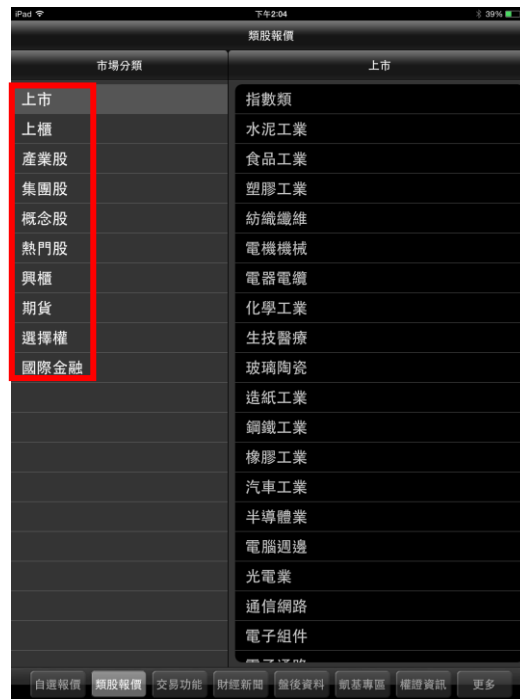 iPad 下午2:04 39%
類股報價
市場分類 上市
上市
上櫃
產業股
集團股
概念股
熱門股
興櫃
期貨
選擇權
國際金融
指數類
水泥工業
食品工業
塑膠工業
紡織纖維
電機機械
電器電纜
化學工業
生技醫療
玻璃陶瓷
造紙工業
鋼鐵工業
橡膠工業
汽車工業
半導體業
電腦週邊
光電業
通信網路
電子組件
自選報價 類股報價 交易功能 財經新聞 盤後資料 凱基專區 權證資訊 更多